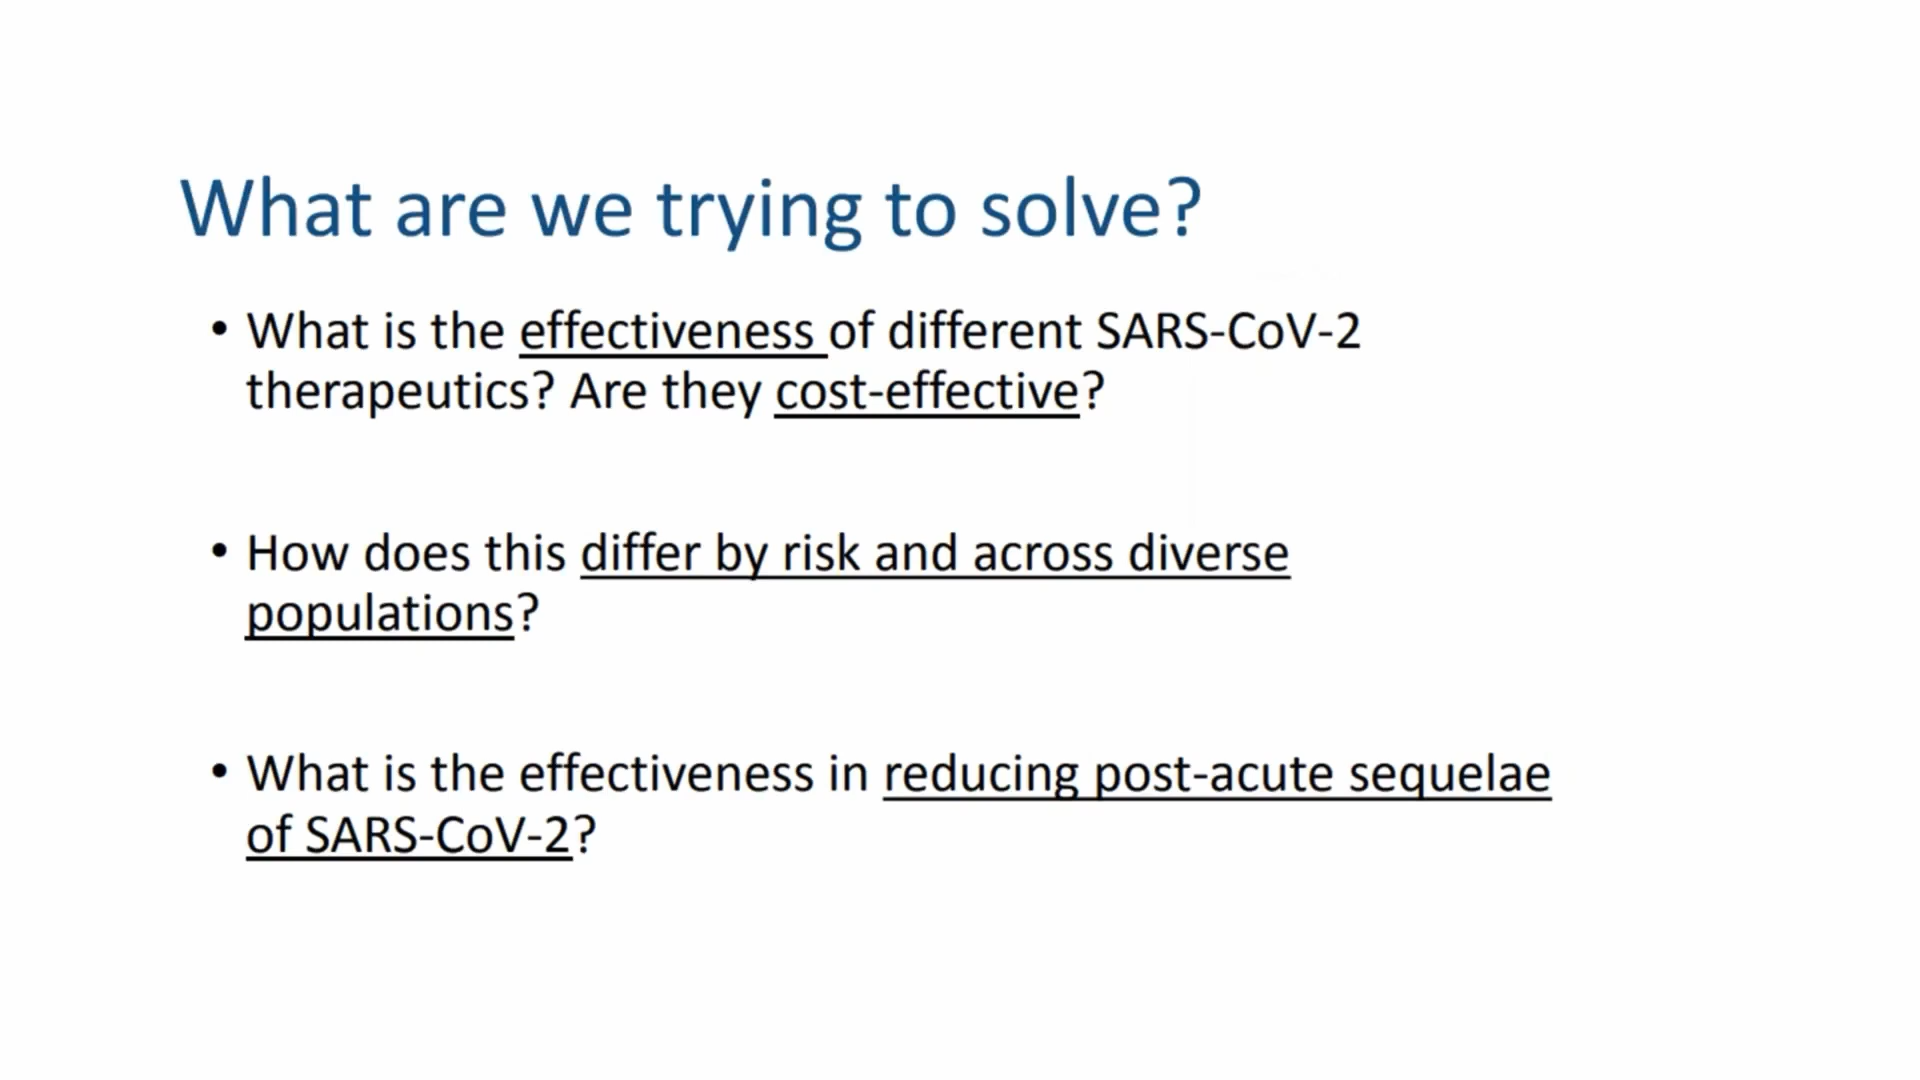 What are we trying to solve?
• What is the effectiveness of different SARS-CoV-2
therapeutics? Are they cost-effective?
• How does this differ by risk and across diverse
populations?
• What is the effectiveness in reducing post-acute sequelae
of SARS-CoV-2?